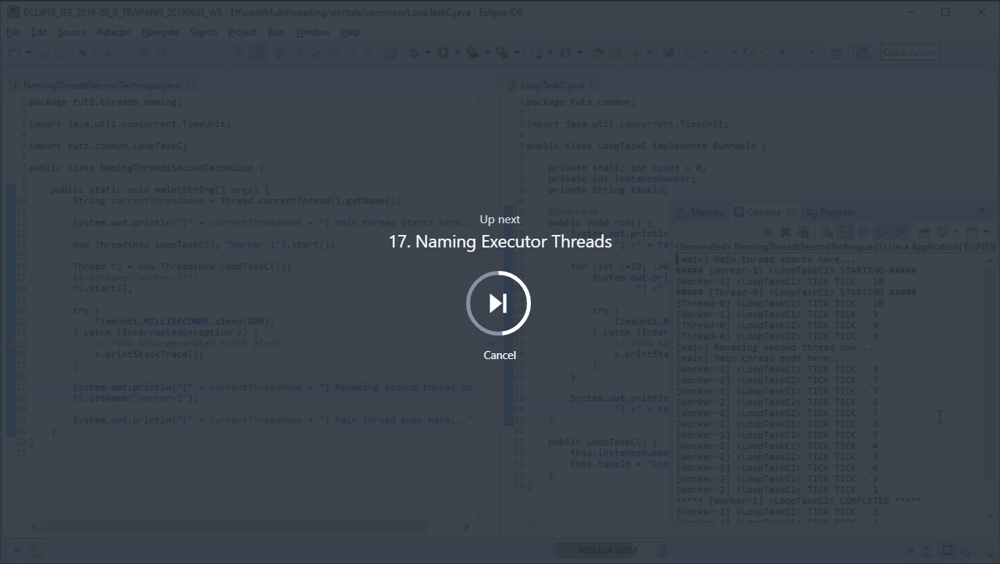 ECLIPSE_JEE_2019-06_R_TRAINING_20190625_WS - EfficientMultithreading/src/tuts/common/LoopTaskC.java - Eclipse IDE
File Edit Source Refactor Navigate Search Project Run Window Help
Quick Access
NamingThreadsSecondTechnique.java
1 package tut2.threads.naming;
2
3 import java.util.concurrent.TimeUnit;
4
5 import tuts.common.LoopTaskC;
6
7 public class NamingThreadsSecondTechnique {
8
9 public static void main(String[] args) {
10 String currentThreadName = Thread.currentThread().getName();
11
12 System.out.println("[" + currentThreadName + "] Main thread starts here..
13
14 new Thread(new LoopTaskC(), "Worker-1").start();
15
16 Thread t2 = new Thread(new LoopTaskC());
17 // t2.setName("Worker-2");
18 t2.start();
19
20 try {
21 TimeUnit.MILLISECONDS.sleep(800);
22 } catch (InterruptedException e) {
23 // TODO Auto-generated catch block
24 e.printStackTrace();
25 }
26
27 System.out.println("[" + currentThreadName + "] Renaming second thread no
28 t2.setName("Worker-2");
29
30 System.out.println("[" + currentThreadName + "] Main thread ends here..."
31 }
32 }
33
LoopTaskC.java
1 package tuts.common;
2
3 import java.util.concurrent.TimeUnit;
4
5 public class LoopTaskC implements Runnable {
6
7 private static int count = 0;
8 private int instanceNumber;
9 private String taskId;
10
11 @Override
12 public void run() {
13 System.out.println
14 "] <" + ta
15
16 for (int i=10; i>0
17 System.out.pri
18 "] <"
19
20 try {
21 TimeUnit.M
22 } catch (Inter
23 // TODO Au
24 e.printSta
25 }
26 }
27
28 System.out.println
29 "] <" + ta
30 }
31
32 public LoopTaskC() {
33 this.instanceNumbe
34 this.taskId = "Loo
35 }
36 }
Up next
17. Naming Executor Threads
Cancel
Markers Console Progress
<terminated> NamingThreadsSecondTechnique (1) [Java Application] E:\INSTA
[main] Main thread starts here...
##### [Worker-1] <LoopTaskC1> STARTING #####
[Worker-1] <LoopTaskC1> TICK TICK - 10
##### [Thread-0] <LoopTaskC2> STARTING #####
[Thread-0] <LoopTaskC2> TICK TICK - 10
[Worker-1] <LoopTaskC1> TICK TICK - 9
[Thread-0] <LoopTaskC2> TICK TICK - 9
[Thread-0] <LoopTaskC2> TICK TICK - 8
[main] Renaming second thread now...
[main] Main thread ends here...
[Worker-1] <LoopTaskC1> TICK TICK - 8
[Worker-2] <LoopTaskC2> TICK TICK - 7
[Worker-1] <LoopTaskC1> TICK TICK - 7
[Worker-2] <LoopTaskC2> TICK TICK - 6
[Worker-2] <LoopTaskC2> TICK TICK - 5
[Worker-1] <LoopTaskC1> TICK TICK - 6
[Worker-1] <LoopTaskC1> TICK TICK - 5
[Worker-2] <LoopTaskC2> TICK TICK - 4
[Worker-2] <LoopTaskC2> TICK TICK - 3
[Worker-1] <LoopTaskC1> TICK TICK - 4
[Worker-2] <LoopTaskC2> TICK TICK - 2
[Worker-2] <LoopTaskC2> TICK TICK - 1
***** [Worker-2] <LoopTaskC2> COMPLETED *****
[Worker-1] <LoopTaskC1> TICK TICK - 3
[Worker-1] <LoopTaskC1> TICK TICK - 2
409M of 541M